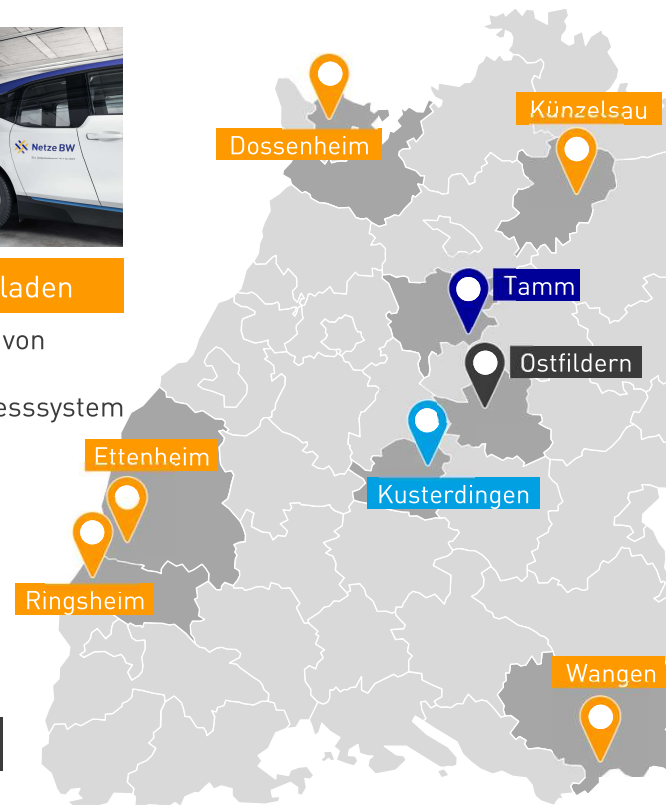 Netze BW
laden
von
esssystem
Dossenheim
Künzelsau
Tamm
Ostfildern
Kusterdingen
Ettenheim
Ringsheim
Wangen